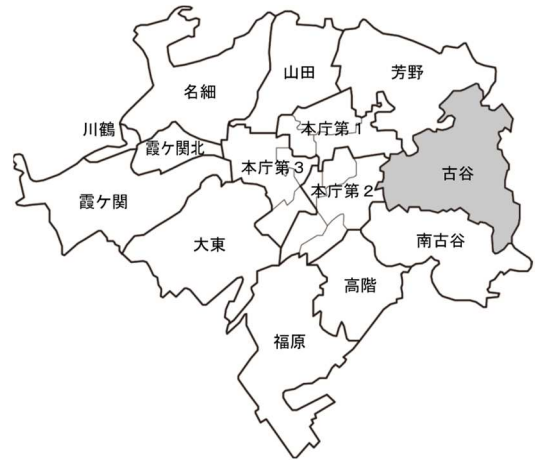 山田
芳野
名細
川鶴
本庁第1
霞ケ関北
本庁第3
古谷
本庁第2
霞ケ関
大東
南古谷
高階
福原